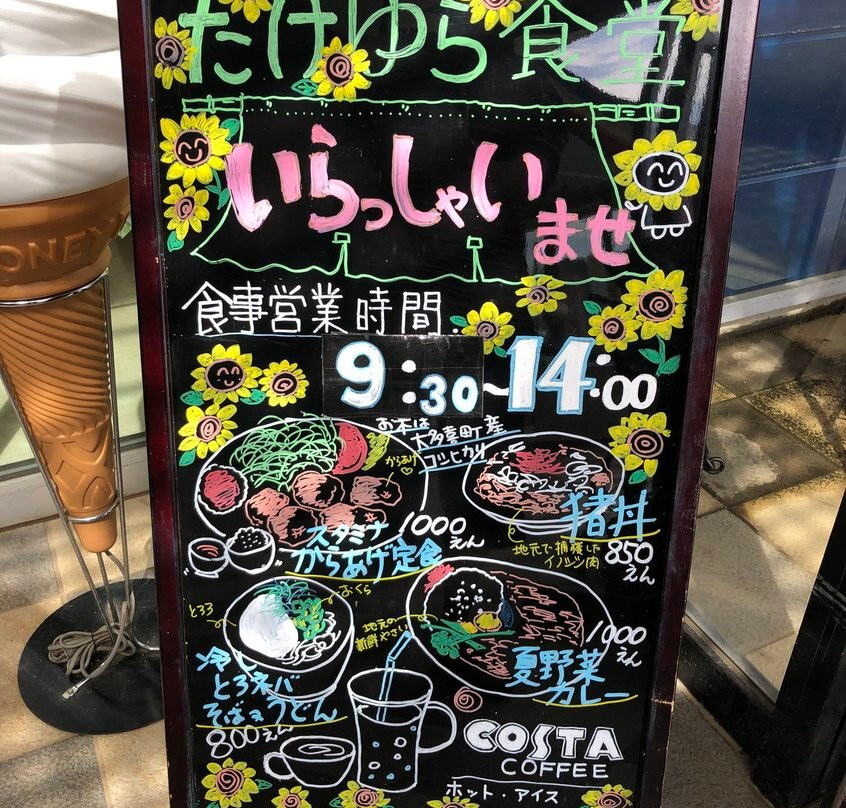 たけゆら食堂
いらっしゃい
ませ
食事営業時間
9:30~14:00
お米は
大多喜町産
コシヒカリ
からあげ
スタミナ
からあげ定食
1000
えん
猪丼
地元で捕獲した
イノシシ肉
850
えん
とろろ
おくら
冷し
とろネバ
そば・うどん
800えん
地元の
新鮮やさい
夏野菜
カレー
1000
えん
COSTA
COFFEE
ホット・アイス